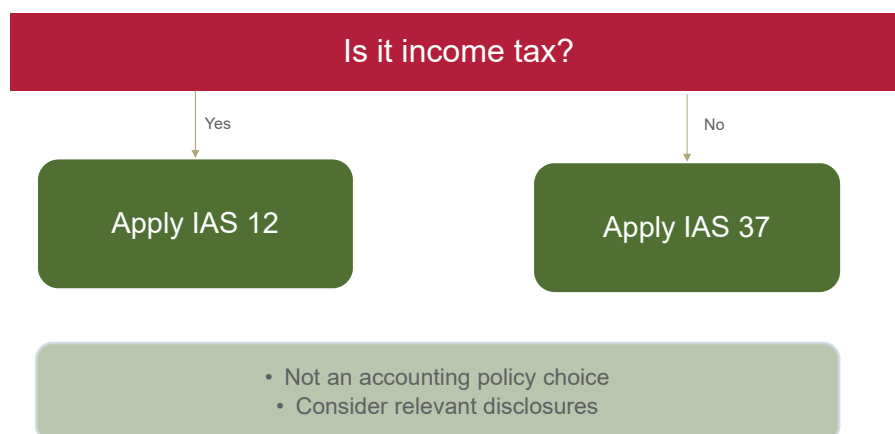 Is it income tax?
Yes
No
Apply IAS 12
Apply IAS 37
• Not an accounting policy choice
• Consider relevant disclosures